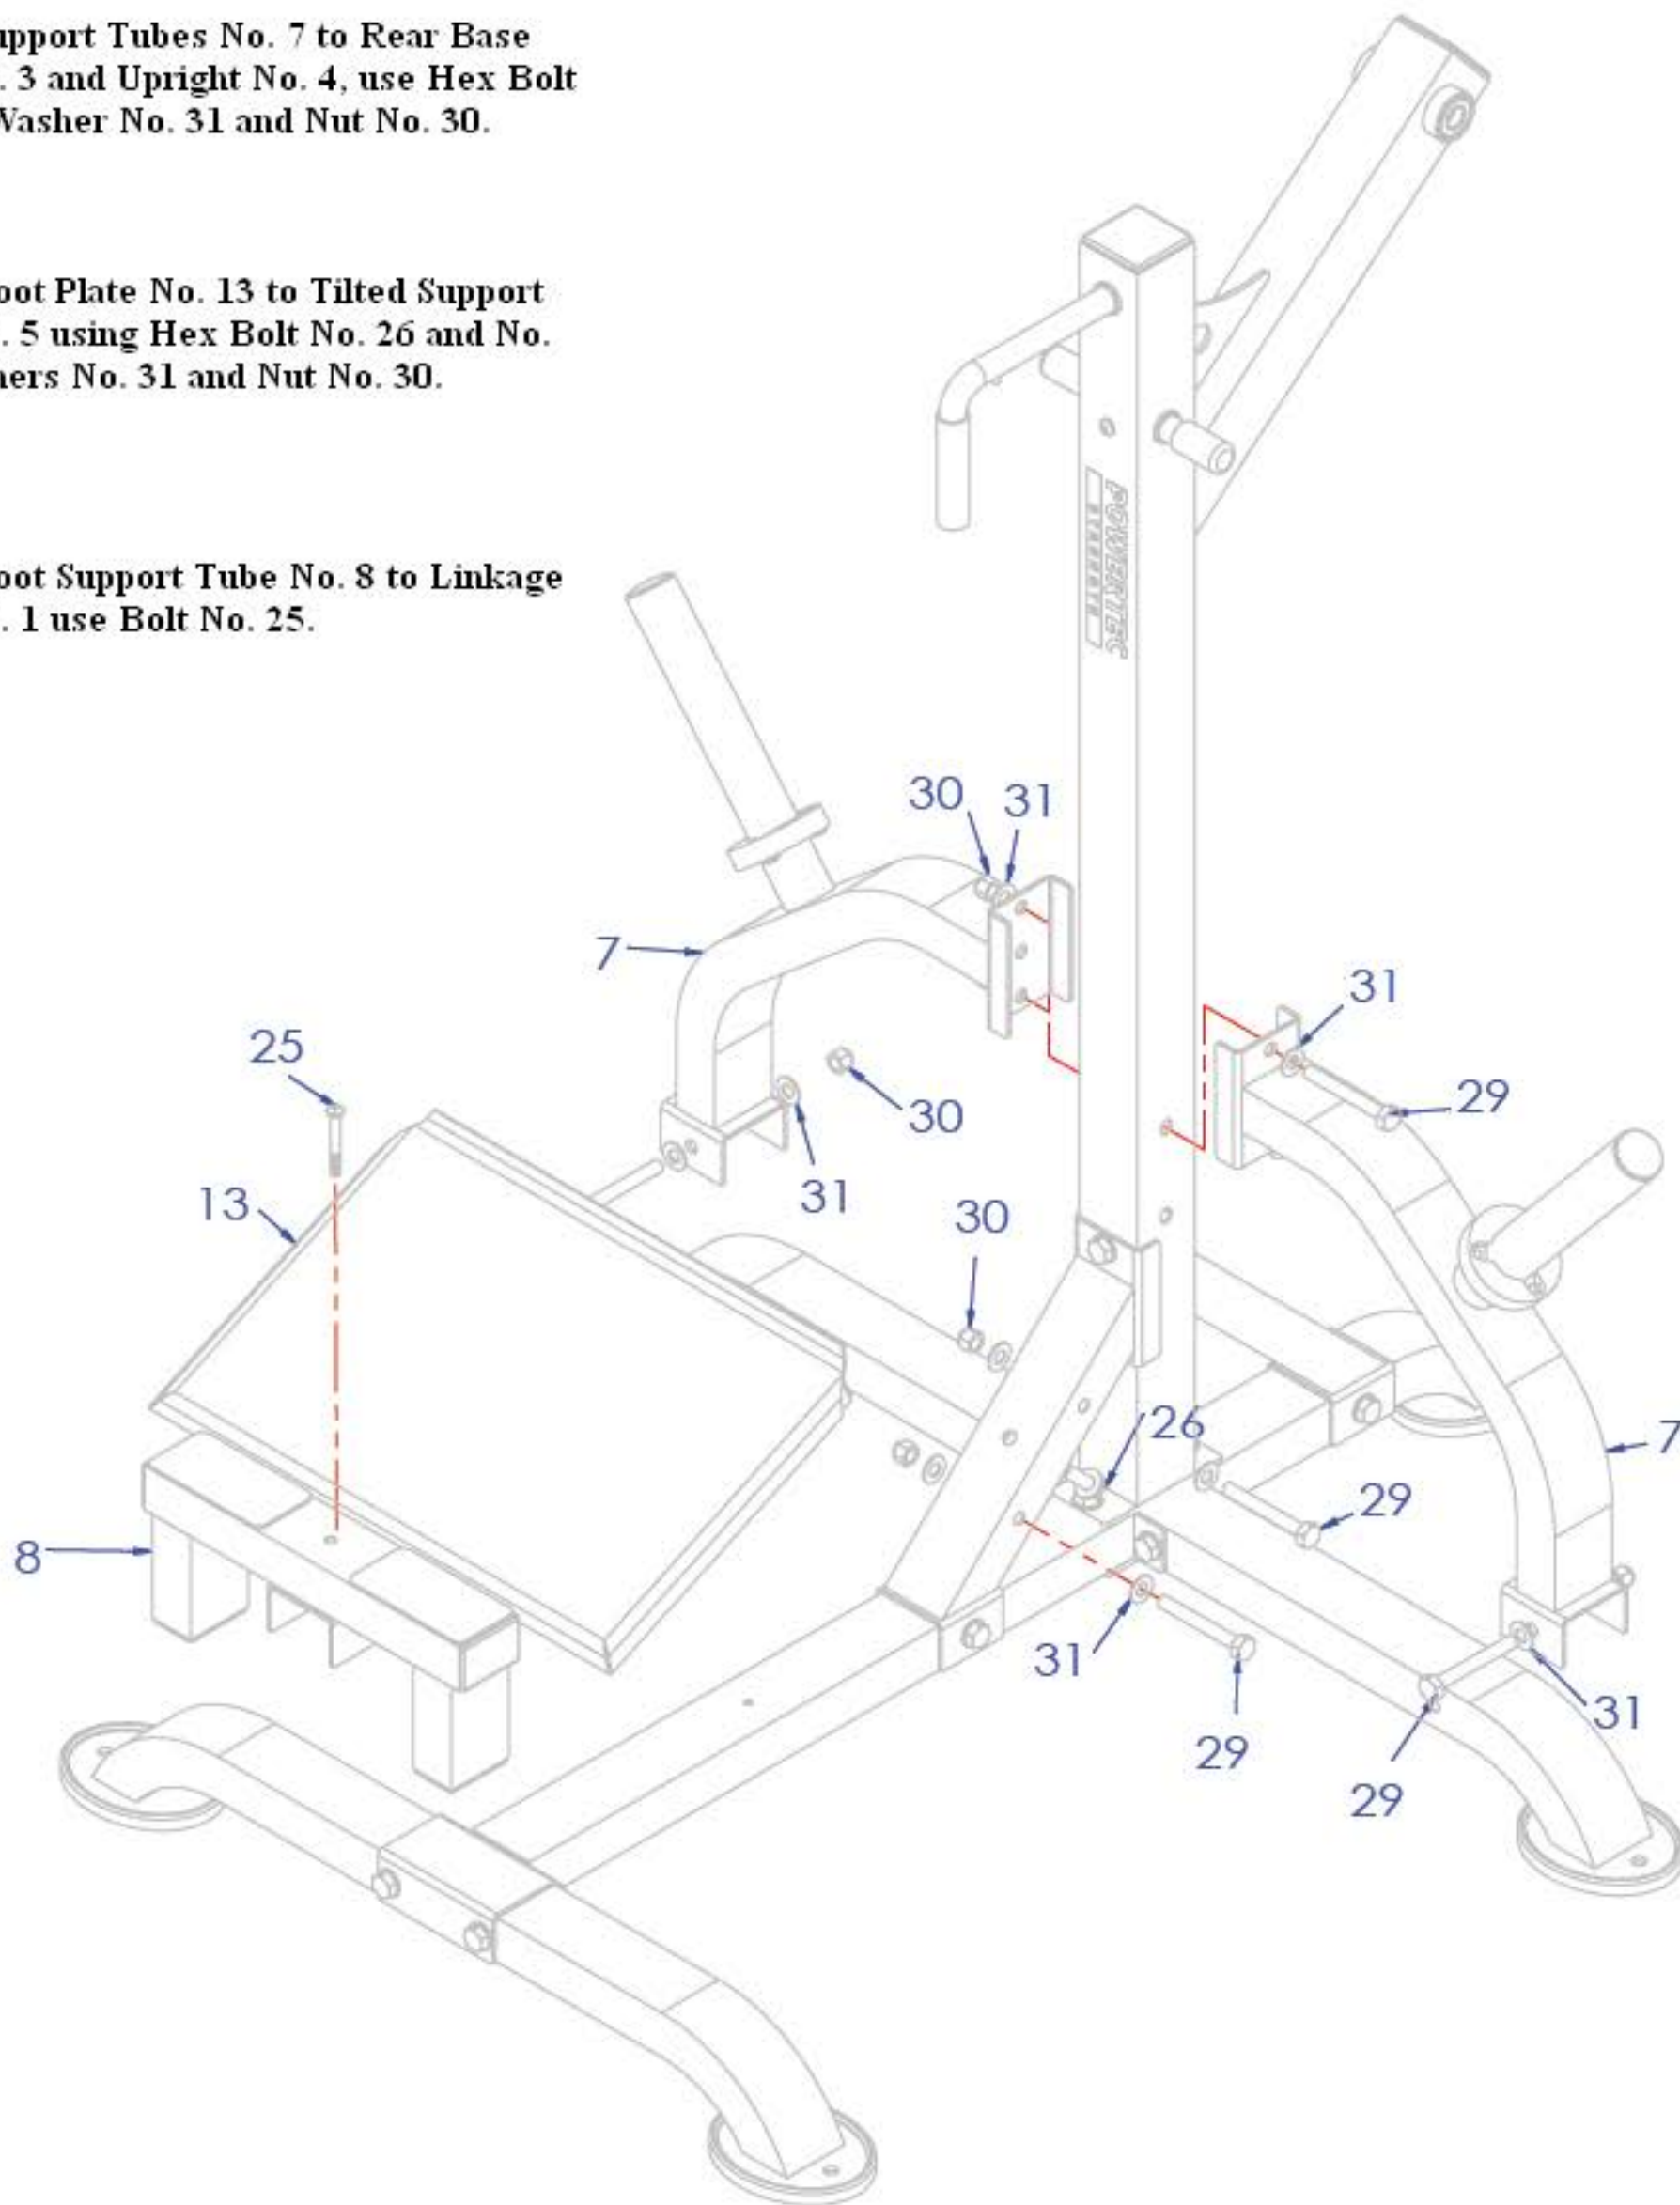 upport Tubes No. 7 to Rear Base
. 3 and Upright No. 4, use Hex Bolt
Washer No. 31 and Nut No. 30.
oot Plate No. 13 to Tilted Support
. 5 using Hex Bolt No. 26 and No.
ners No. 31 and Nut No. 30.
oot Support Tube No. 8 to Linkage
. 1 use Bolt No. 25.
POWERTEC
30
31
7
31
25
29
30
31
13
30
26
7
29
8
31
31
29
29